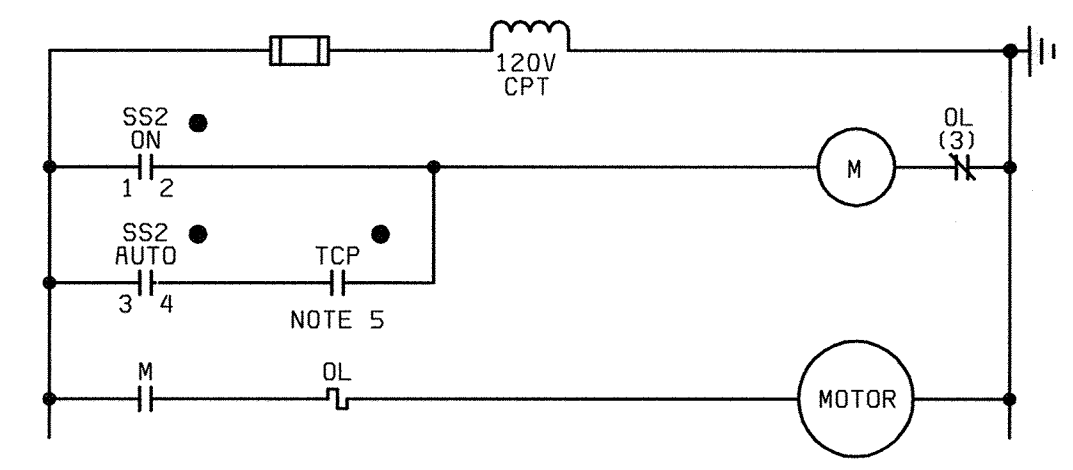 120V
CPT
SS2
ON
1 2
OL
(3)
M
SS2
AUTO
3 4
TCP
NOTE 5
M
OL
MOTOR